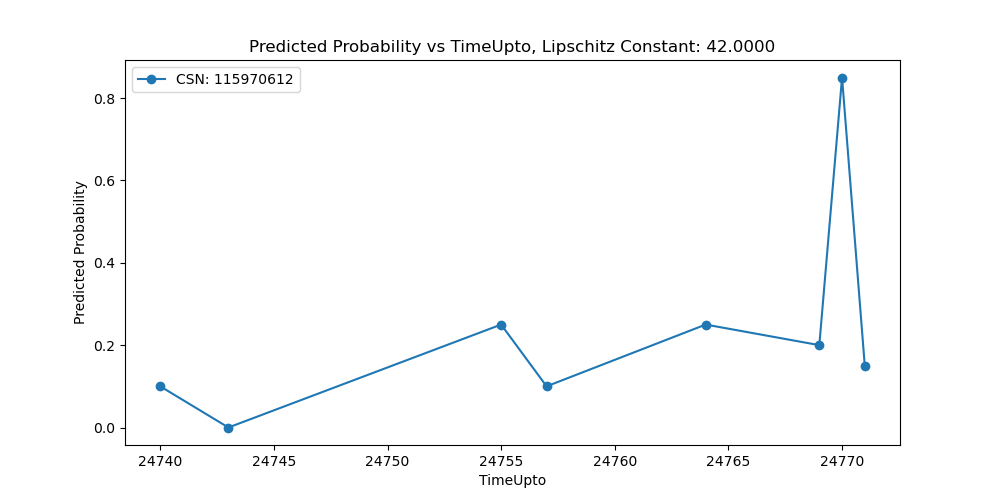 Predicted Probability vs TimeUpto, Lipschitz Constant: 42.0000
CSN: 115970612
Predicted Probability
0.8
0.6
0.4
0.2
0.0
24740 24745 24750 24755 24760 24765 24770
TimeUpto